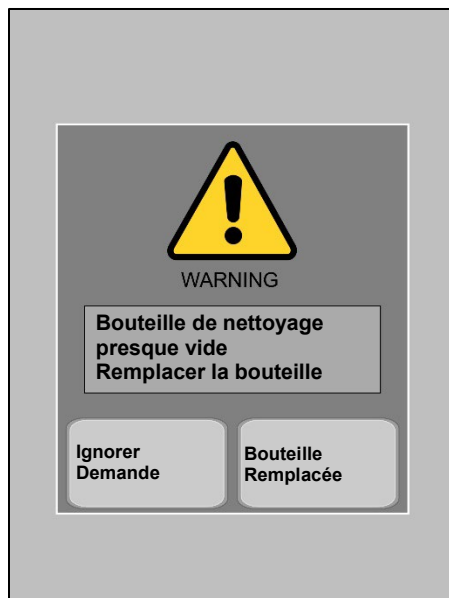 WARNING
Bouteille de nettoyage
presque vide
Remplacer la bouteille
Ignorer
Demande
Bouteille
Remplacée